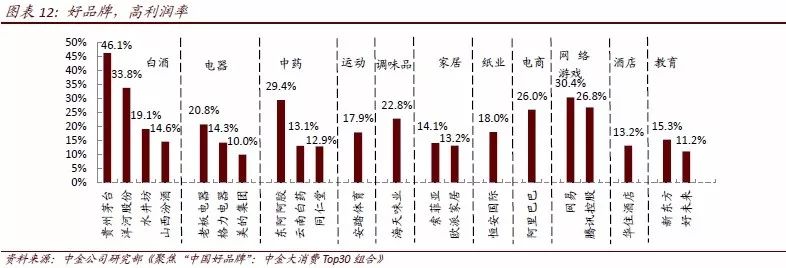 图表 12：好品牌，高利润率
50%
45%
40%
35%
30%
25%
20%
15%
10%
5%
0%
白酒
电器
中药
运动
调味品
家居
纸业
电商
网络
游戏
酒店
教育
46.1%
33.8%
19.1%
14.6%
20.8%
14.3%
10.0%
29.4%
13.1%
12.9%
17.9%
22.8%
14.1%
13.2%
18.0%
26.0%
30.4%
26.8%
13.2%
15.3%
11.2%
贵州茅台
洋河股份
水井坊
山西汾酒
老板电器
格力电器
美的集团
东阿阿胶
云南白药
同仁堂
安踏体育
海天味业
索菲亚
欧派家居
恒安国际
阿里巴巴
网易
腾讯控股
华住酒店
新东方
好未来
资料来源：中金公司研究部《聚焦“中国好品牌”：中金大消费 Top30 组合》